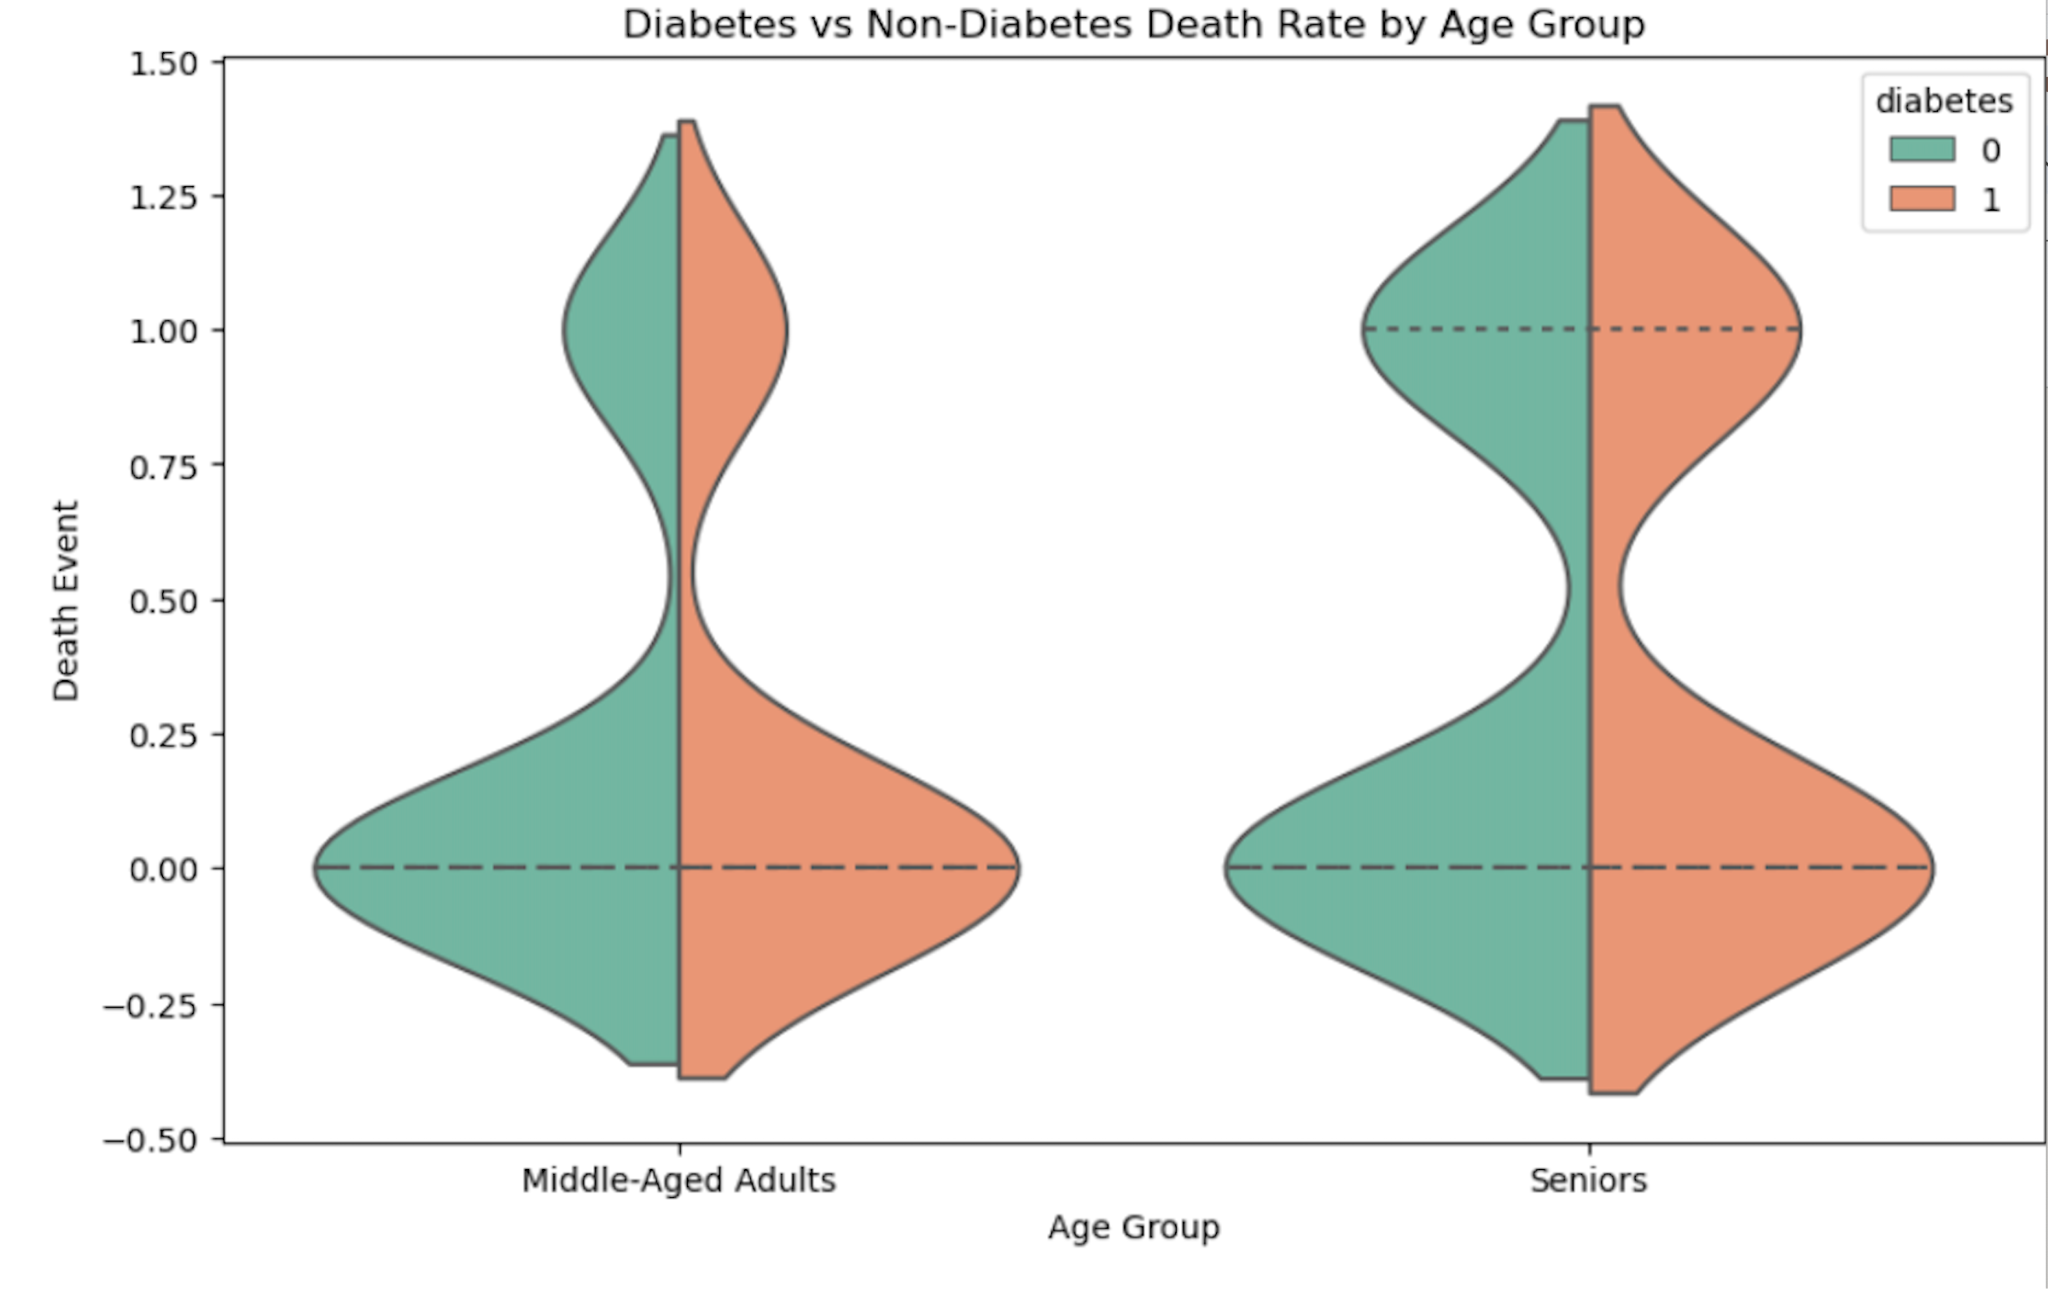 Diabetes vs Non-Diabetes Death Rate by Age Group
diabetes
0
1
Death Event
1.50
1.25
1.00
0.75
0.50
0.25
0.00
−0.25
−0.50
Middle-Aged Adults
Seniors
Age Group